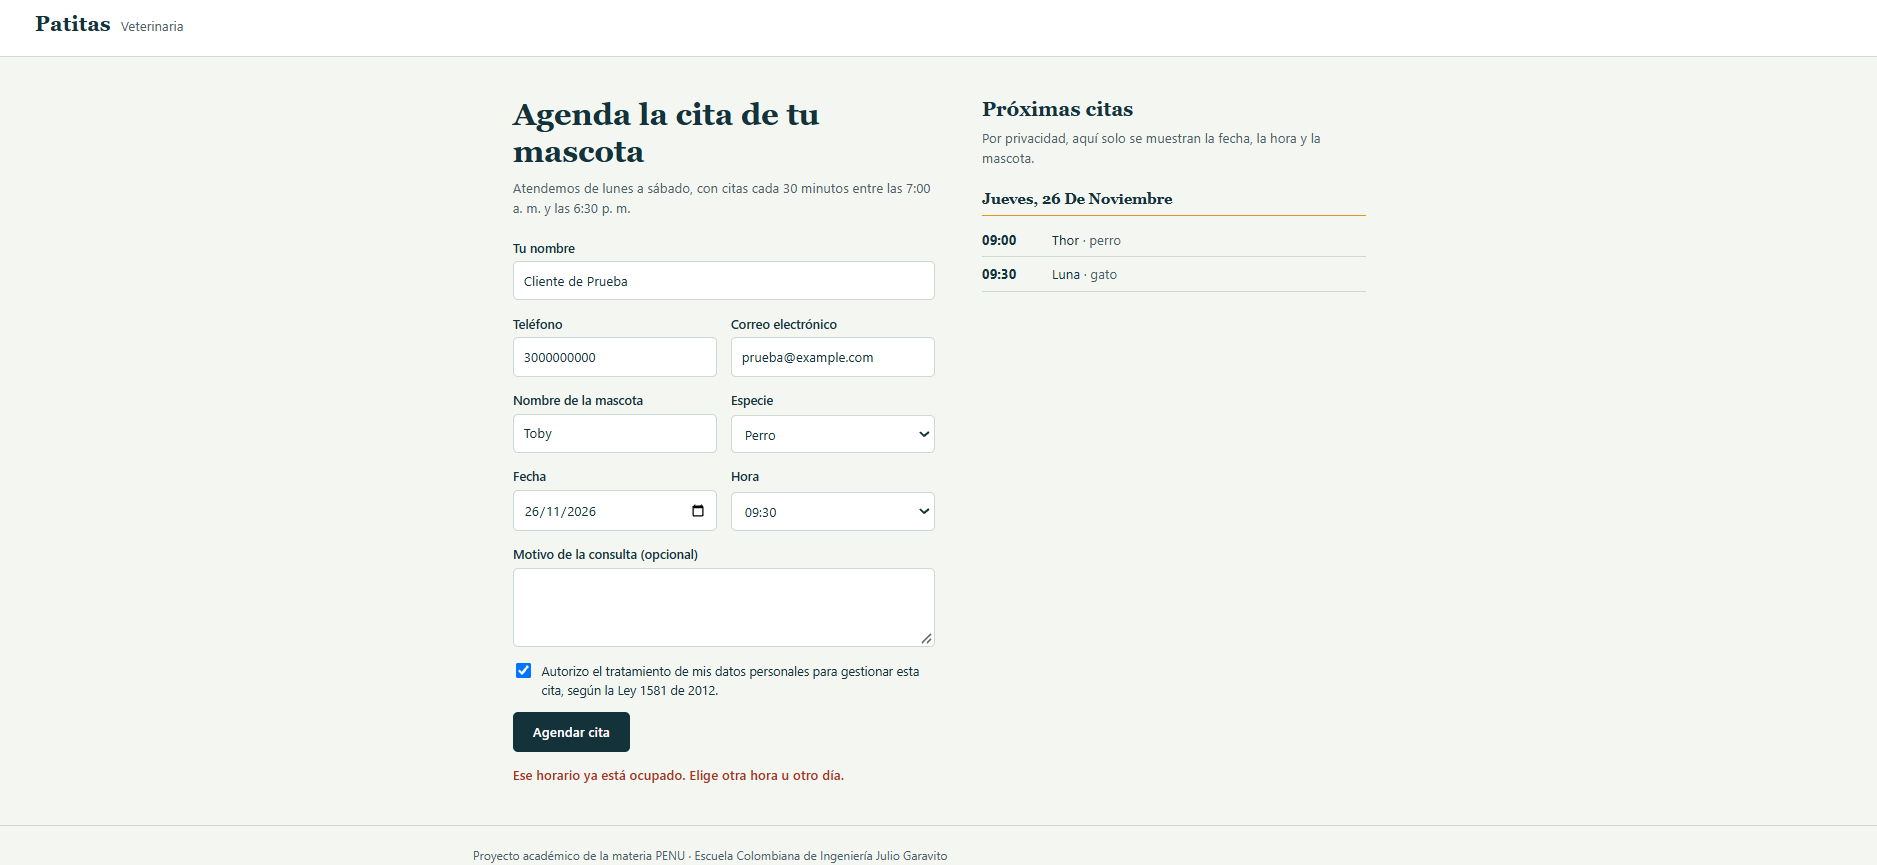 Patitas Veterinaria
Agenda la cita de tu
mascota
Atendemos de lunes a sábado, con citas cada 30 minutos entre las 7:00
a. m. y las 6:30 p. m.
Tu nombre
Cliente de Prueba
Teléfono Correo electrónico
3000000000 prueba@example.com
Nombre de la mascota Especie
Toby Perro
Fecha Hora
26/11/2026 09:30
Motivo de la consulta (opcional)
Autorizo el tratamiento de mis datos personales para gestionar esta
cita, según la Ley 1581 de 2012.
Agendar cita
Ese horario ya está ocupado. Elige otra hora u otro día.
Próximas citas
Por privacidad, aquí solo se muestran la fecha, la hora y la
mascota.
Jueves, 26 De Noviembre
09:00 Thor · perro
09:30 Luna · gato
Proyecto académico de la materia PENU · Escuela Colombiana de Ingeniería Julio Garavito